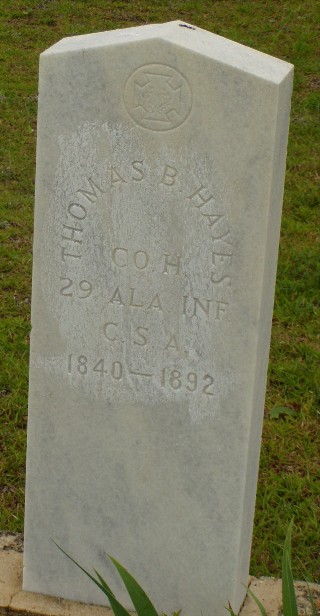 THOMAS B. HAYES
CO. H.
29 ALA INF
C. S. A.
1840—1892